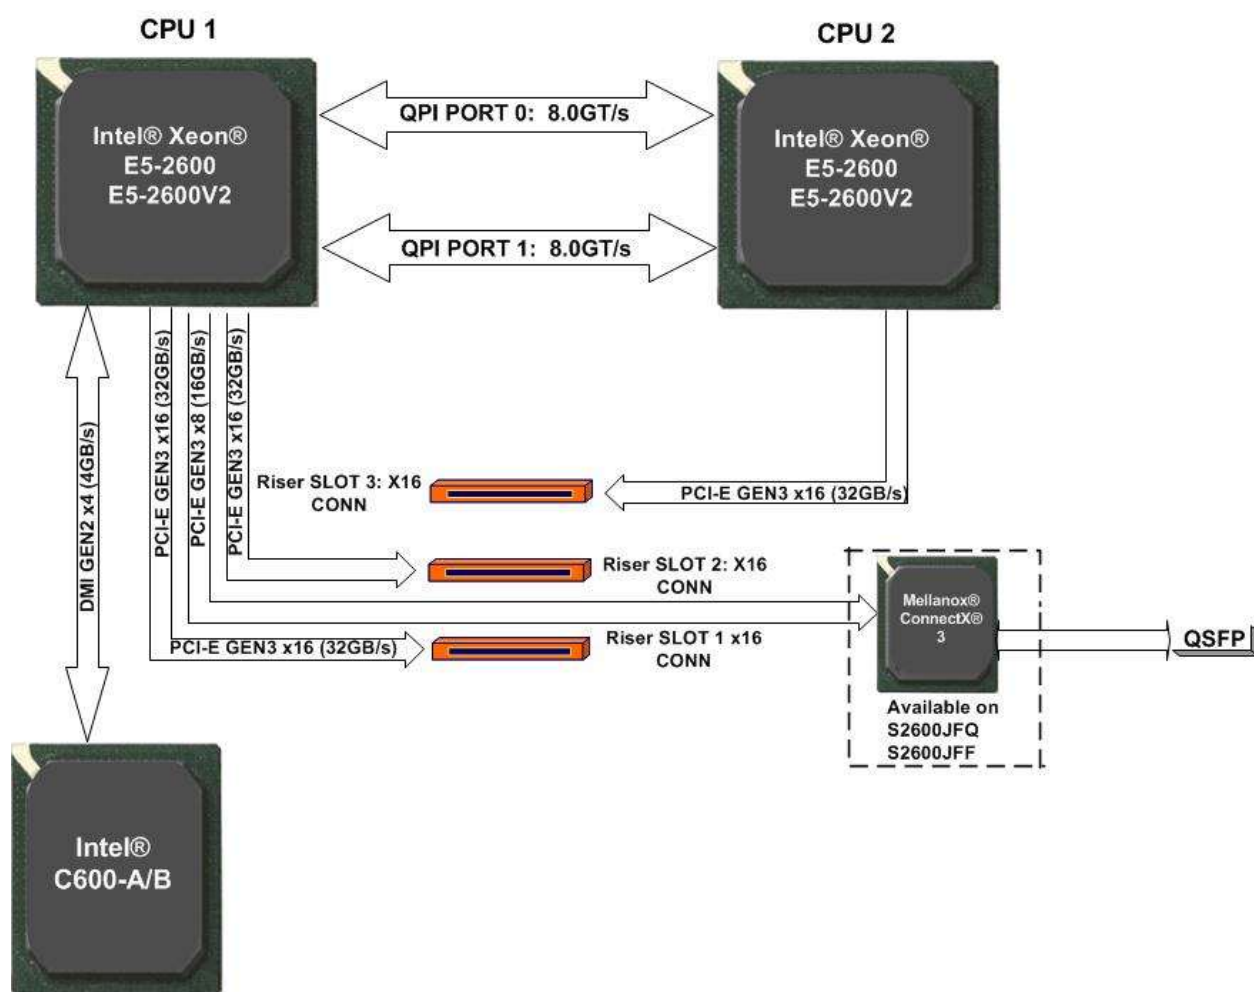 CPU 1
CPU 2
Intel® Xeon®
E5-2600
E5-2600V2
QPI PORT 0: 8.0GT/s
QPI PORT 1: 8.0GT/s
Intel® Xeon®
E5-2600
E5-2600V2
DMI GEN2 x4 (4GB/s)
PCI-E GEN3 x16 (32GB/s)
PCI-E GEN3 x8 (16GB/s)
PCI-E GEN3 x16 (32GB/s)
Riser SLOT 3: X16
CONN
PCI-E GEN3 x16 (32GB/s)
Riser SLOT 2: X16
CONN
PCI-E GEN3 x16 (32GB/s)
Riser SLOT 1 x16
CONN
Mellanox®
ConnectX®
3
QSFP
Available on
S2600JFQ
S2600JFF
Intel®
C600-A/B